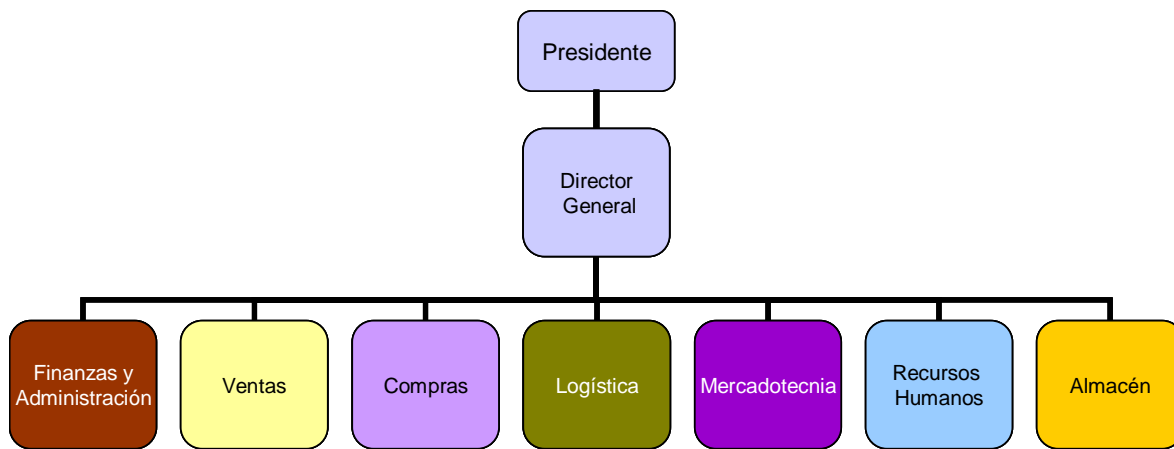 Presidente
Director
General
Finanzas y
Administración
Ventas
Compras
Logística
Mercadotecnia
Recursos
Humanos
Almacén